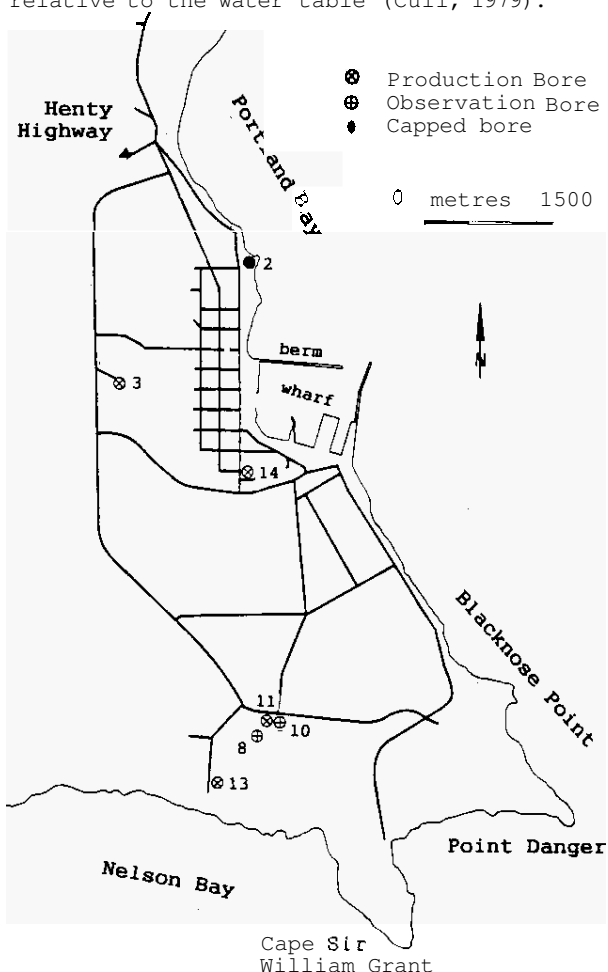 relative to the water table (Cull, 1979).
Henty
Highway
Portland Bay
Production Bore
Observation Bore
Capped bore
0 metres 1500
2
berm
N
wharf
3
14
Blacknose Point
11
10
8
13
Point Danger
Nelson Bay
Cape Sir
William Grant